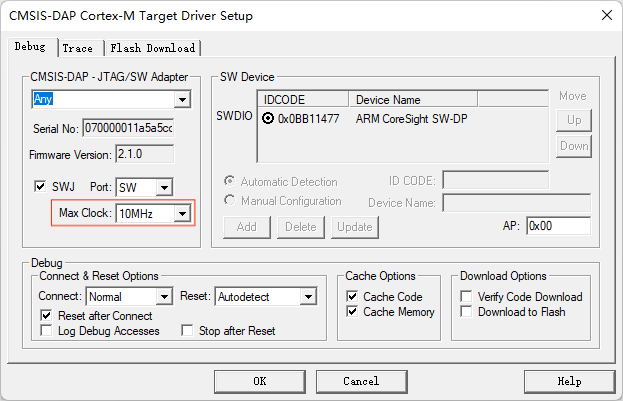 CMSIS-DAP Cortex-M Target Driver Setup
Debug Trace Flash Download
CMSIS-DAP - JTAG/SW Adapter
Any
Serial No: 070000011a5a5cc
Firmware Version: 2.1.0
SWJ Port: SW
Max Clock: 10MHz
SW Device
IDCODE Device Name
SWDIO 0x0BB11477 ARM CoreSight SW-DP
Move
Up
Down
Automatic Detection ID CODE:
Manual Configuration Device Name:
Add Delete Update AP: 0x00
Debug
Connect & Reset Options
Connect: Normal Reset: Autodetect
Reset after Connect
Log Debug Accesses Stop after Reset
Cache Options
Cache Code
Cache Memory
Download Options
Verify Code Download
Download to Flash
OK Cancel Help